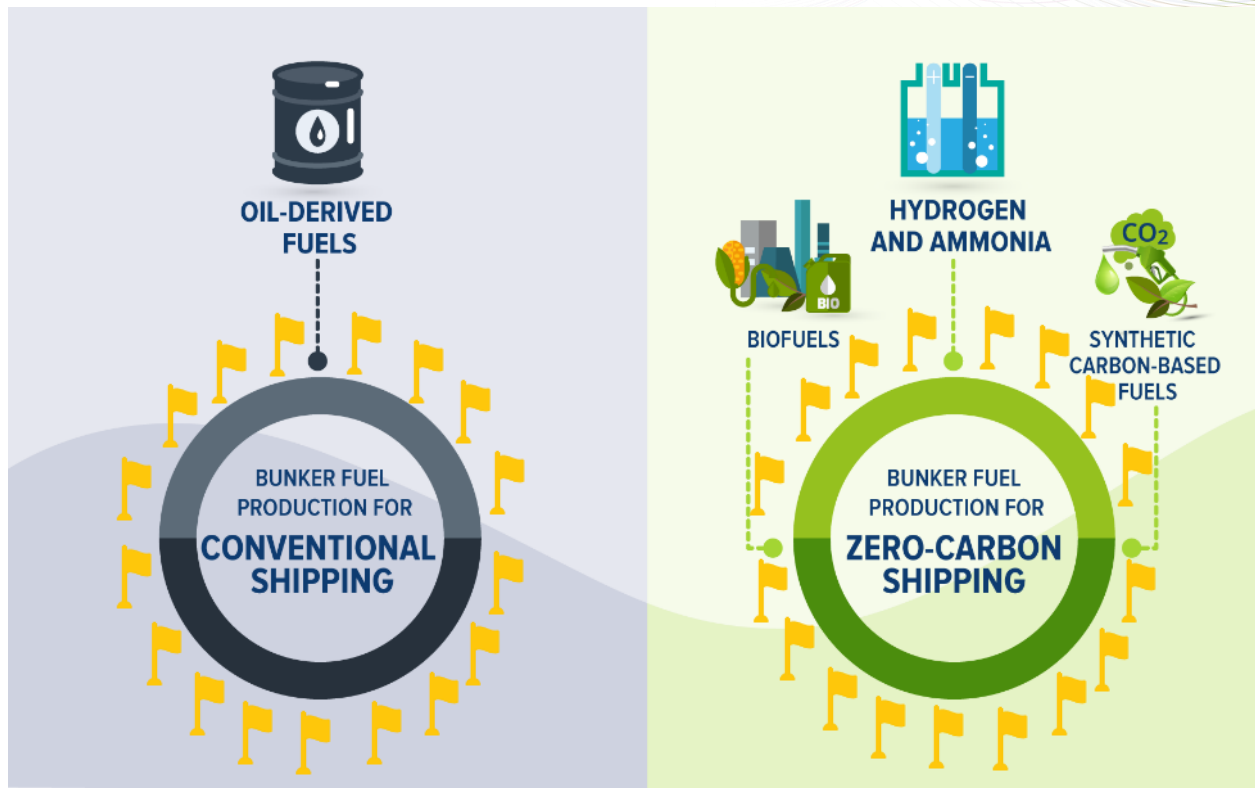 OIL-DERIVED
FUELS
BUNKER FUEL
PRODUCTION FOR
CONVENTIONAL
SHIPPING
+ −
HYDROGEN
AND AMMONIA
BIO
BIOFUELS
CO₂
SYNTHETIC
CARBON-BASED
FUELS
BUNKER FUEL
PRODUCTION FOR
ZERO-CARBON
SHIPPING